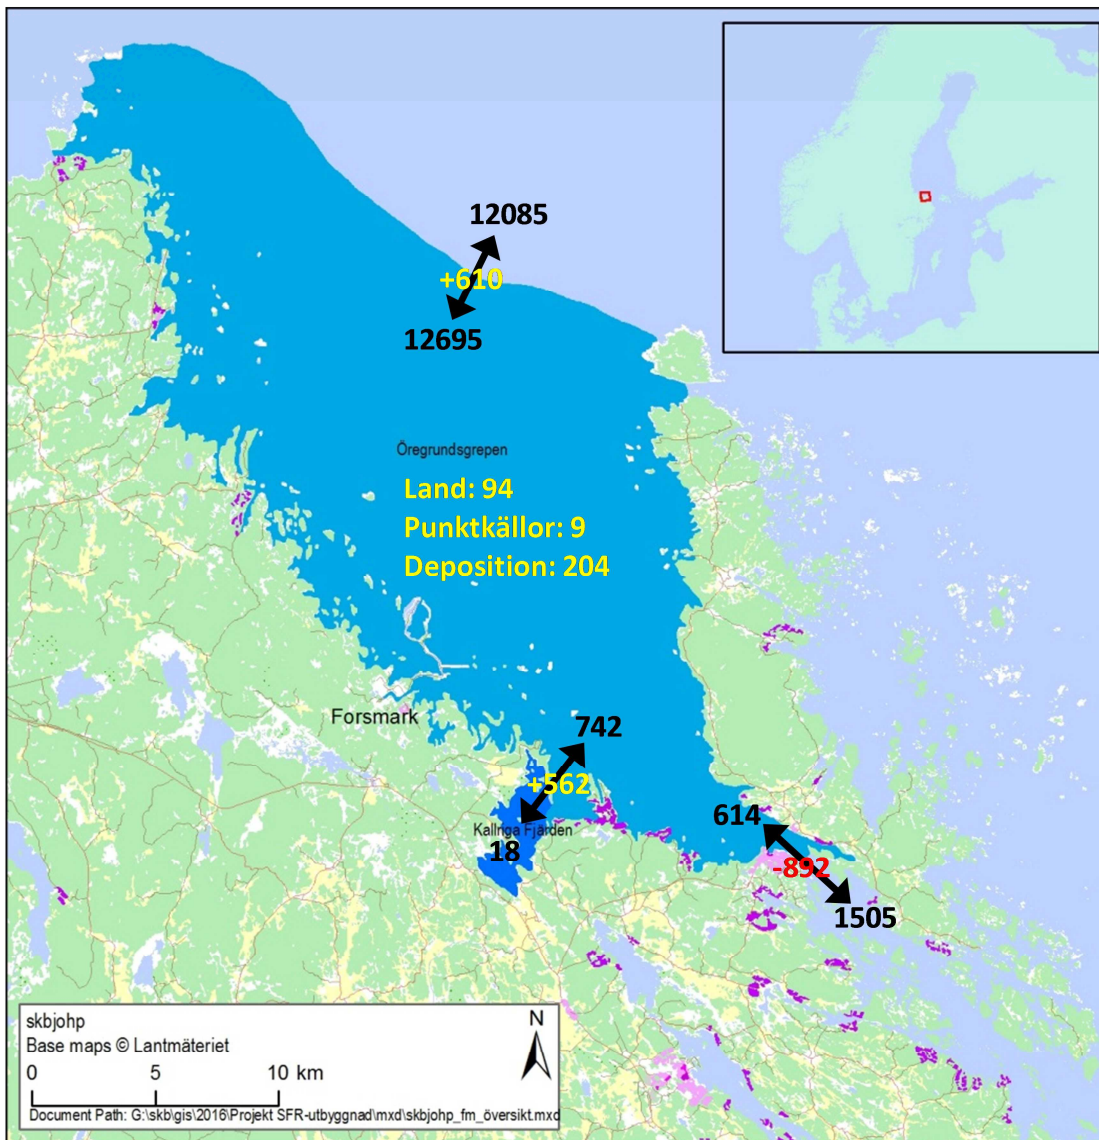 12085
+610
12695
Öregrundsgrepen
Land: 94
Punktkällor: 9
Deposition: 204
Forsmark
742
+562
614
Kallriga Fjärden
18
-892
1505
skbjohp
Base maps © Lantmäteriet
0 5 10 km
N
Document Path: G:\skb\gis\2016\Projekt SFR-utbyggnad\mxd\skbjohp_fm_översikt.mxd